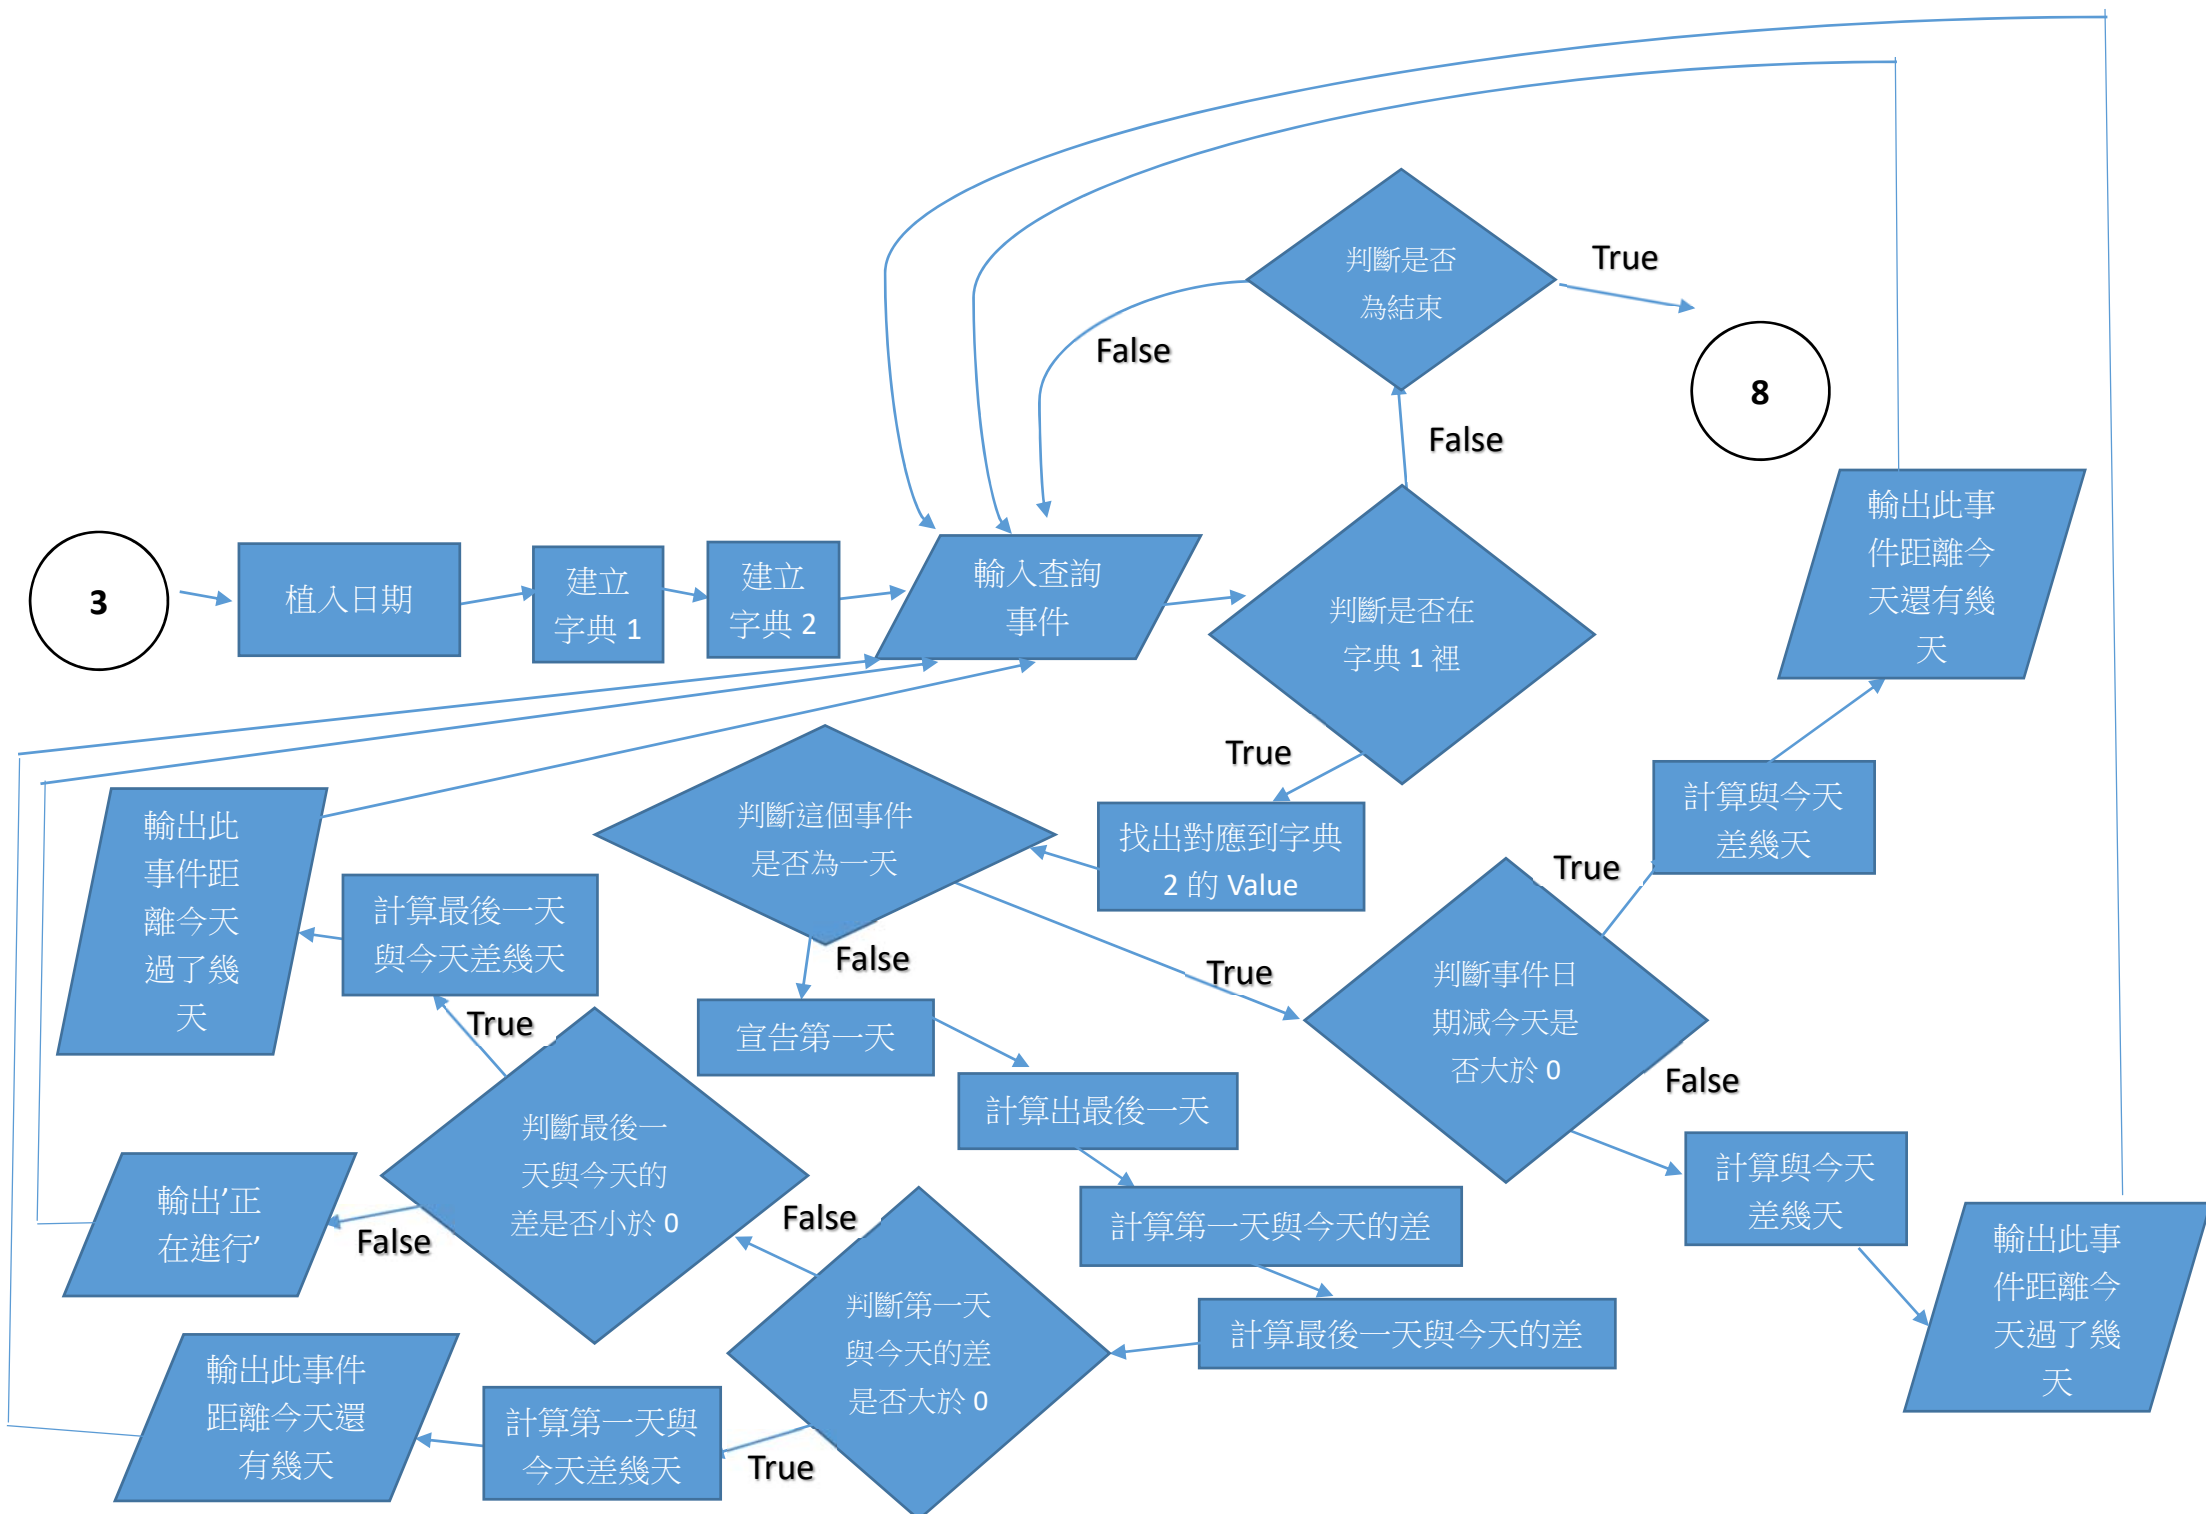 3
植入日期
建立
字典 1
建立
字典 2
輸入查詢
事件
判斷是否在
字典 1 裡
False
判斷是否
為結束
False
True
8
True
找出對應到字典
2 的 Value
判斷這個事件
是否為一天
True
判斷事件日
期減今天是
否大於 0
True
計算與今天
差幾天
輸出此事
件距離今
天還有幾
天
False
計算與今天
差幾天
輸出此事
件距離今
天過了幾
天
False
宣告第一天
計算出最後一天
計算第一天與今天的差
計算最後一天與今天的差
判斷第一天
與今天的差
是否大於 0
True
計算第一天與
今天差幾天
輸出此事件
距離今天還
有幾天
False
判斷最後一
天與今天的
差是否小於 0
False
輸出’正
在進行’
True
計算最後一天
與今天差幾天
輸出此
事件距
離今天
過了幾
天